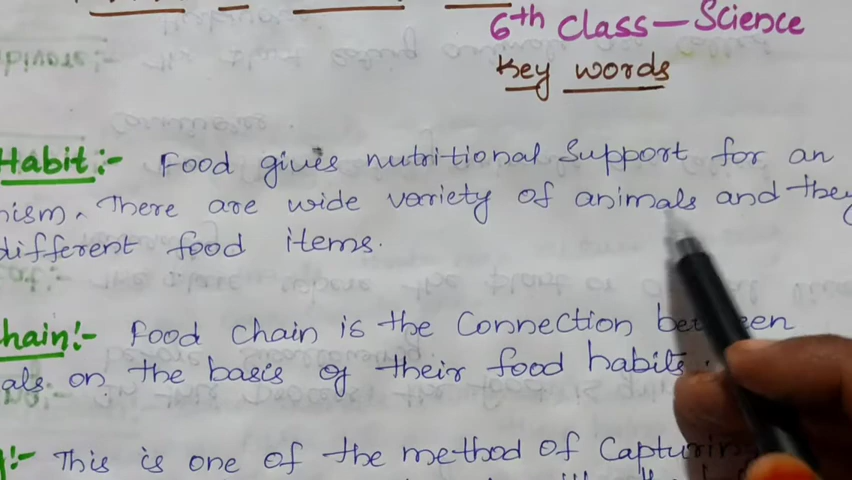 6th Class — Science
Key words
Habit:- Food gives nutritional support for an
nism. There are wide variety of animals and they
different food items.
hain:- Food chain is the connection between
als on the basis of their food habits.
:- This is one of the method of Capturin